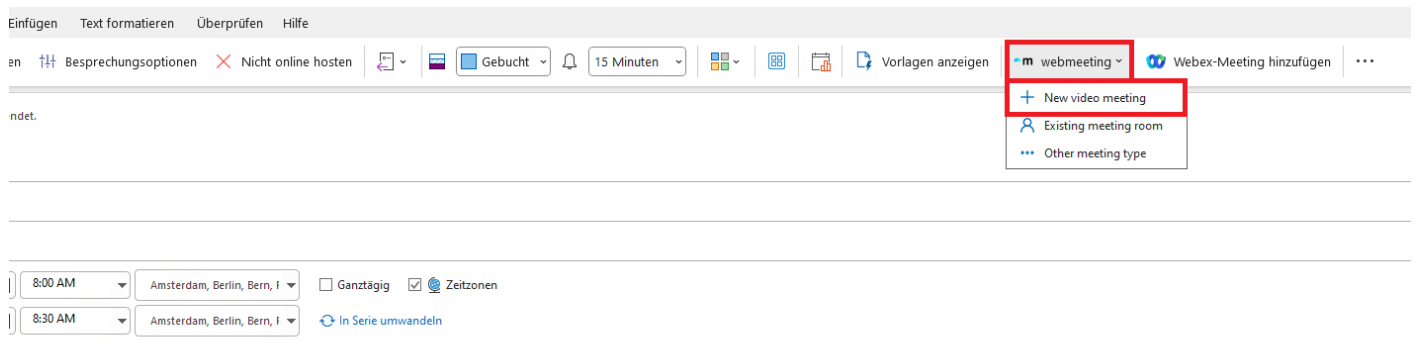 Einfügen Text formatieren Überprüfen Hilfe
en Besprechungsoptionen Nicht online hosten Gebucht 15 Minuten Vorlagen anzeigen m webmeeting Webex-Meeting hinzufügen ...
New video meeting
ndet.
Existing meeting room
Other meeting type
8:00 AM Amsterdam, Berlin, Bern, Ganztägig Zeitzonen
8:30 AM Amsterdam, Berlin, Bern, In Serie umwandeln